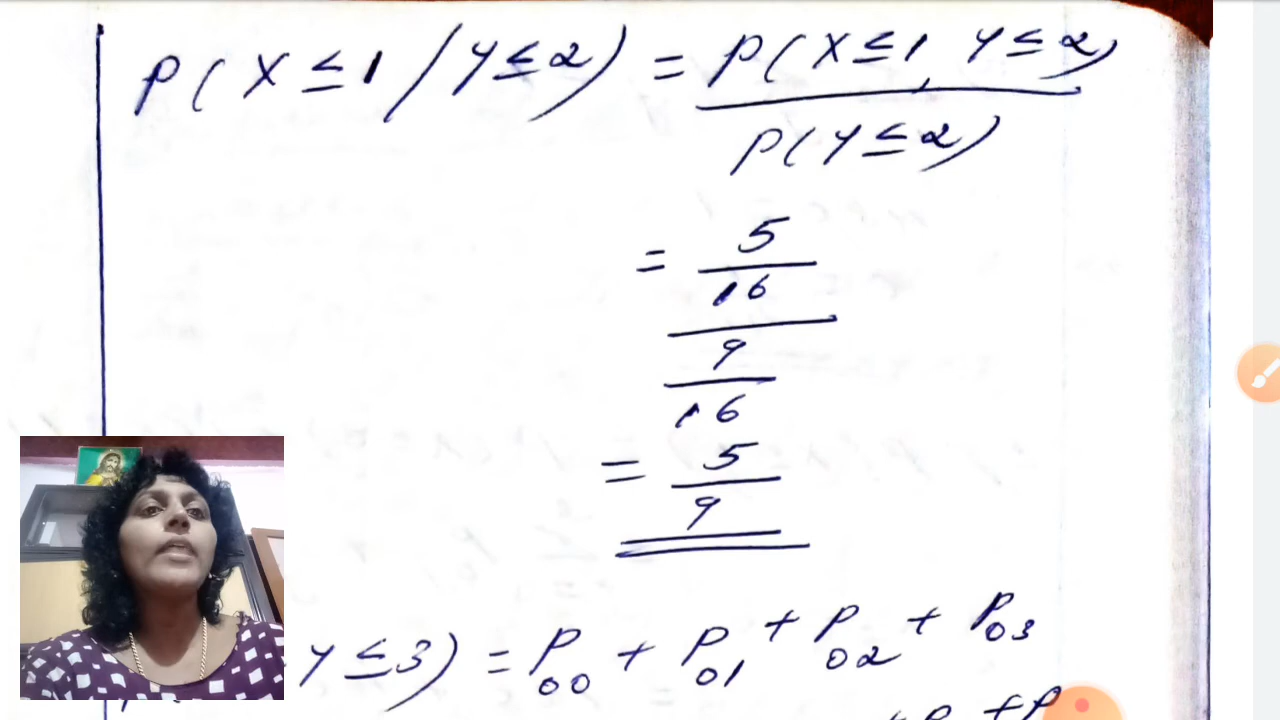 P(X ≤ 1 / Y ≤ 2) = P(X ≤ 1, Y ≤ 2)
P(Y ≤ 2)
= 5
16
9
16
= 5
9
Y ≤ 3) = P00 + P01 + P02 + P03
+ P + P